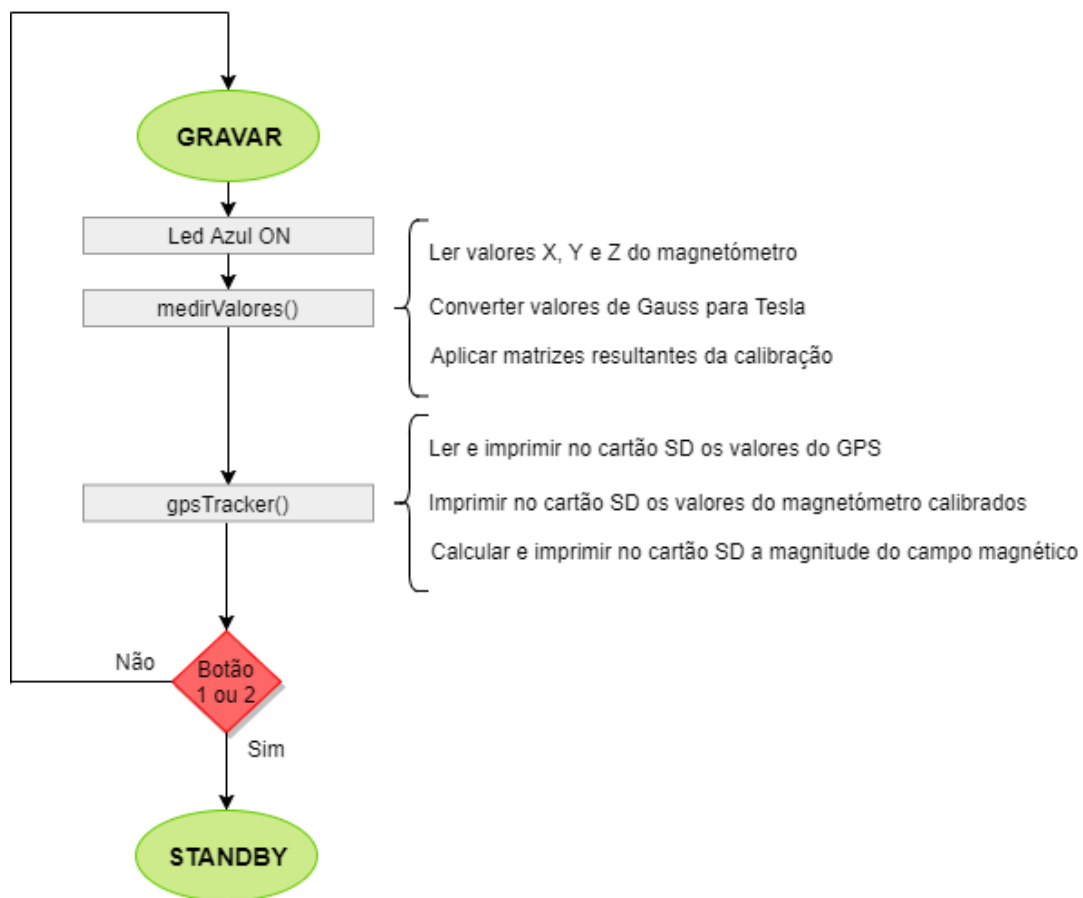 GRAVAR
Led Azul ON
medirValores()
Ler valores X, Y e Z do magnetómetro
Converter valores de Gauss para Tesla
Aplicar matrizes resultantes da calibração
gpsTracker()
Ler e imprimir no cartão SD os valores do GPS
Imprimir no cartão SD os valores do magnetómetro calibrados
Calcular e imprimir no cartão SD a magnitude do campo magnético
Não
Botão
1 ou 2
Sim
STANDBY